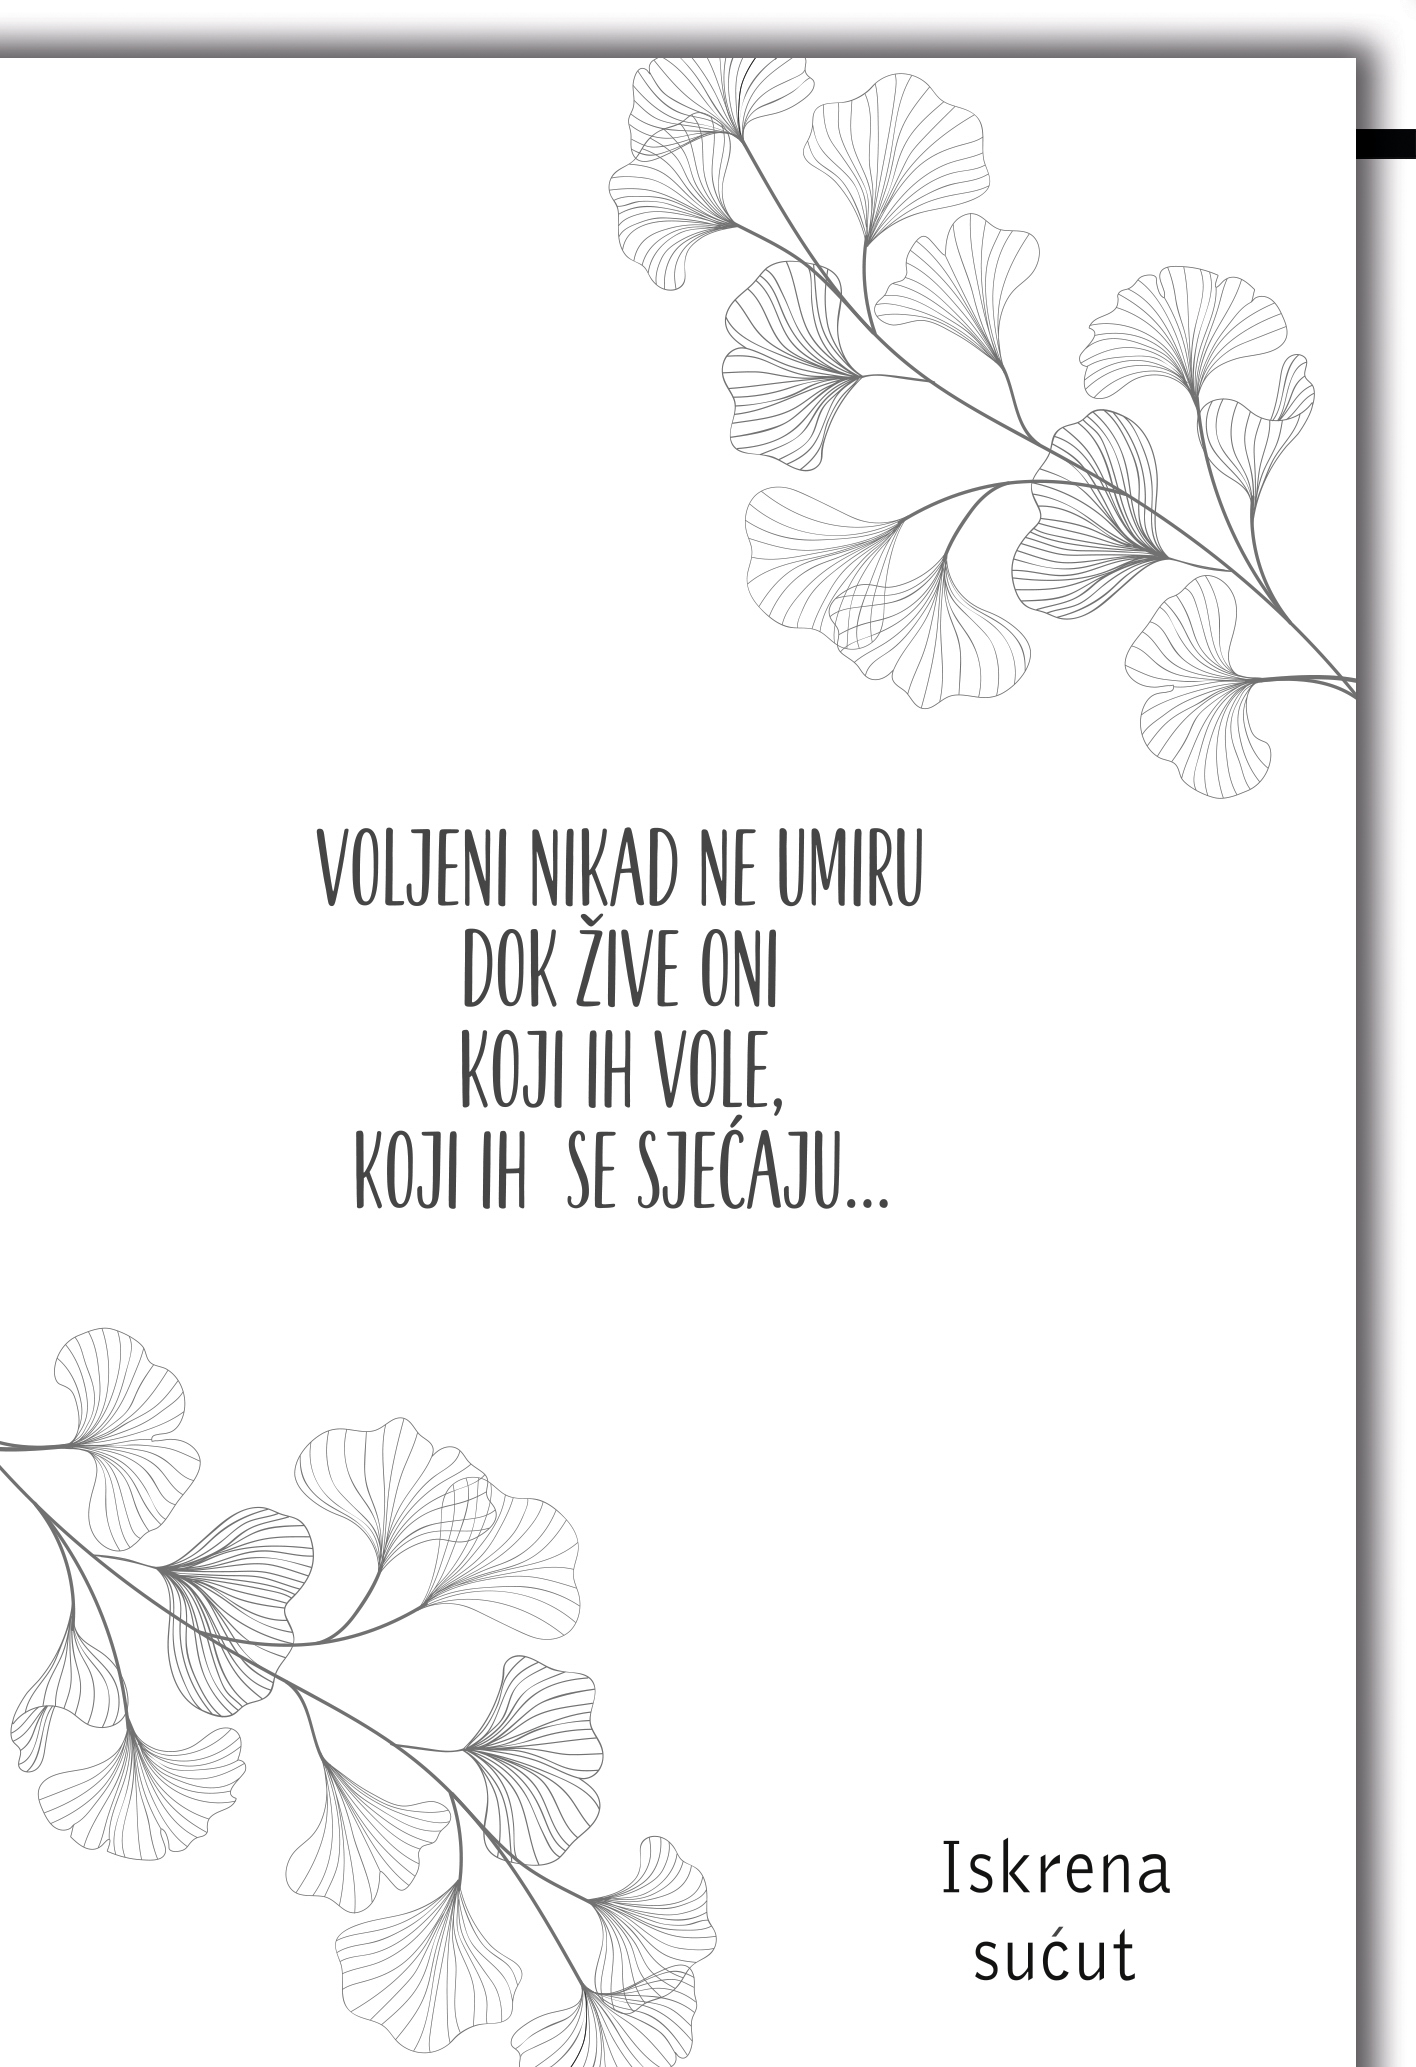 VOLJENI NIKAD NE UMIRU
DOK ŽIVE ONI
KOJI IH VOLE,
KOJI IH  SE SJEĆAJU...
Iskrena
sućut